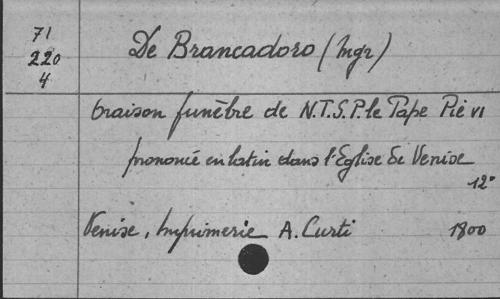 71
220
4
De Brancadoro (Mgr)
Oraison funèbre de N.T.S.P. le Pape Pie VI
prononcé en latin dans l'Eglise de Venise
12°
Venise, Imprimerie A. Curti 1800